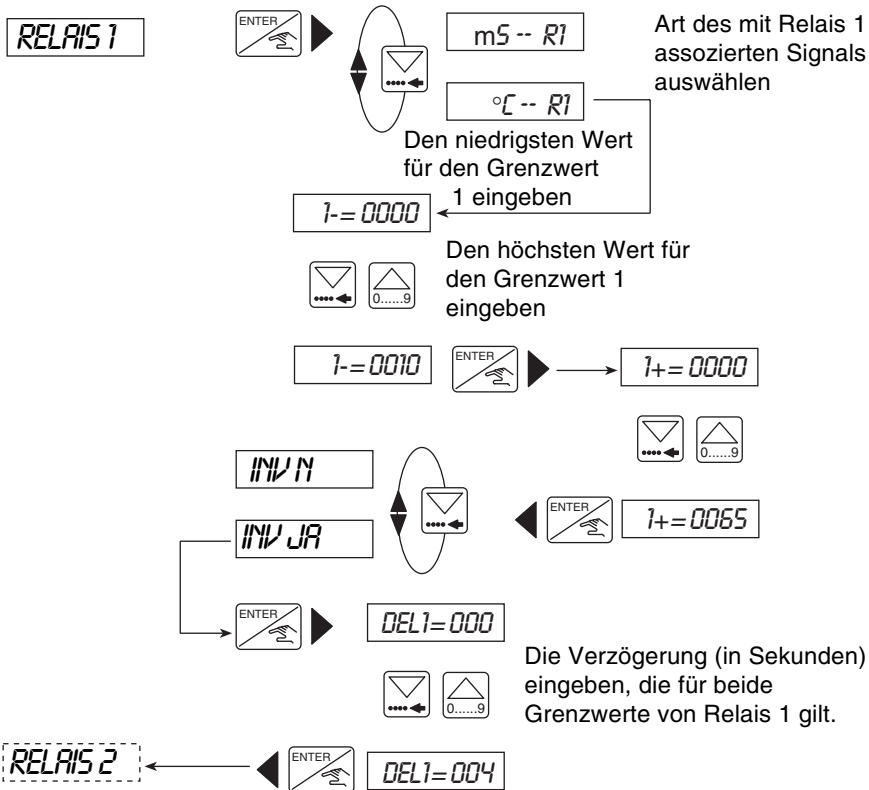 RELAIS 1
ENTER
mS -- R1
Art des mit Relais 1
assozierten Signals
auswählen
°C -- R1
Den niedrigsten Wert
für den Grenzwert
1 eingeben
1-= 0000
Den höchsten Wert für
den Grenzwert 1
eingeben
0......9
1-= 0010
ENTER
1+= 0000
0......9
INV N
INV JA
ENTER
1+= 0065
ENTER
DEL1= 000
Die Verzögerung (in Sekunden)
eingeben, die für beide
Grenzwerte von Relais 1 gilt.
0......9
RELAIS 2
ENTER
DEL1= 004